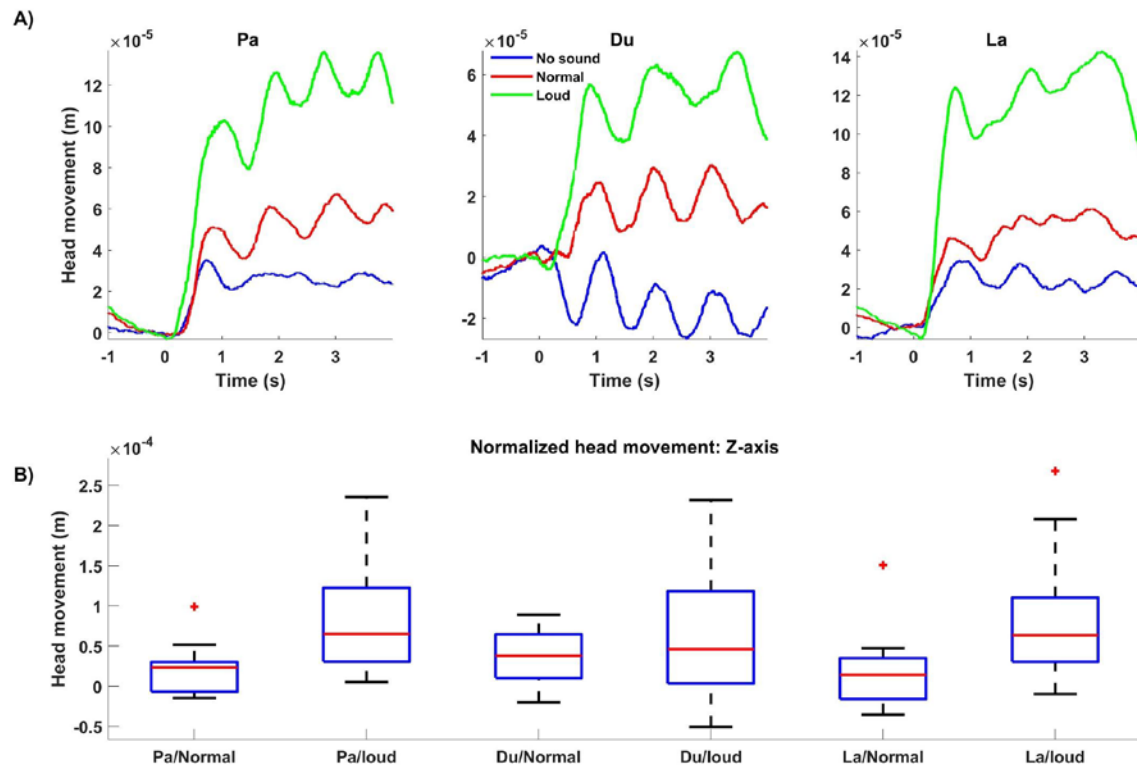 A)
Pa
×10^-5
Head movement (m)
12
10
8
6
4
2
0
-1 0 1 2 3
Time (s)
Du
×10^-5
No sound
Normal
Loud
6
4
2
0
-2
-1 0 1 2 3
Time (s)
La
×10^-5
14
12
10
8
6
4
2
0
-1 0 1 2 3
Time (s)
B)
Normalized head movement: Z-axis
×10^-4
Head movement (m)
2.5
2
1.5
1
0.5
0
-0.5
Pa/Normal Pa/loud Du/Normal Du/loud La/Normal La/loud